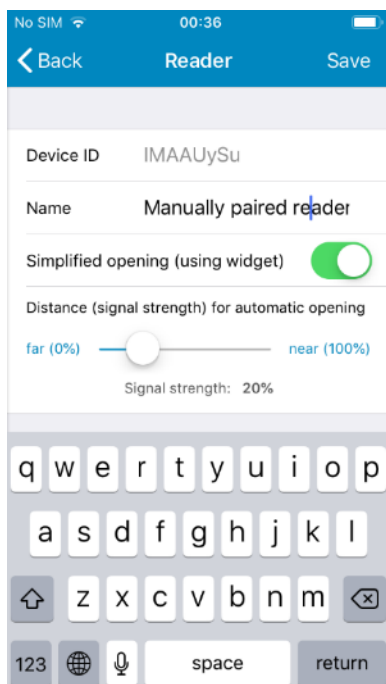 No SIM 00:36
Back Reader Save
Device ID IMAAUySu
Name Manually paired reader
Simplified opening (using widget)
Distance (signal strength) for automatic opening
far (0%) near (100%)
Signal strength: 20%
q w e r t y u i o p
a s d f g h j k l
z x c v b n m
123 space return